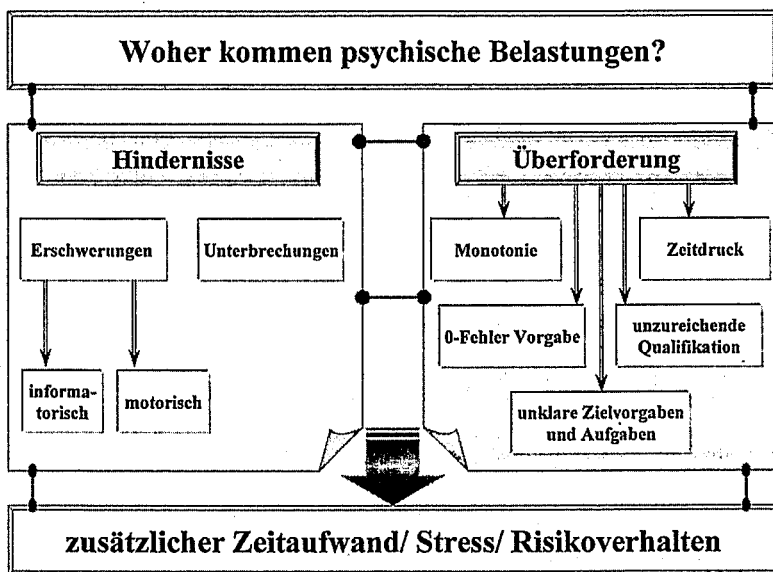 Woher kommen psychische Belastungen?
Hindernisse
Erschwerungen
Unterbrechungen
informa-
torisch
motorisch
Überforderung
Monotonie
Zeitdruck
0-Fehler Vorgabe
unzureichende
Qualifikation
unklare Zielvorgaben
und Aufgaben
zusätzlicher Zeitaufwand/ Stress/ Risikoverhalten